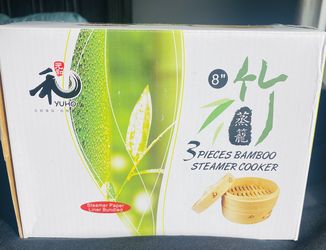 和
YUHO
8"
竹
蒸籠
3 PIECES BAMBOO
STEAMER COOKER
Steamer Paper
Liner Bundled